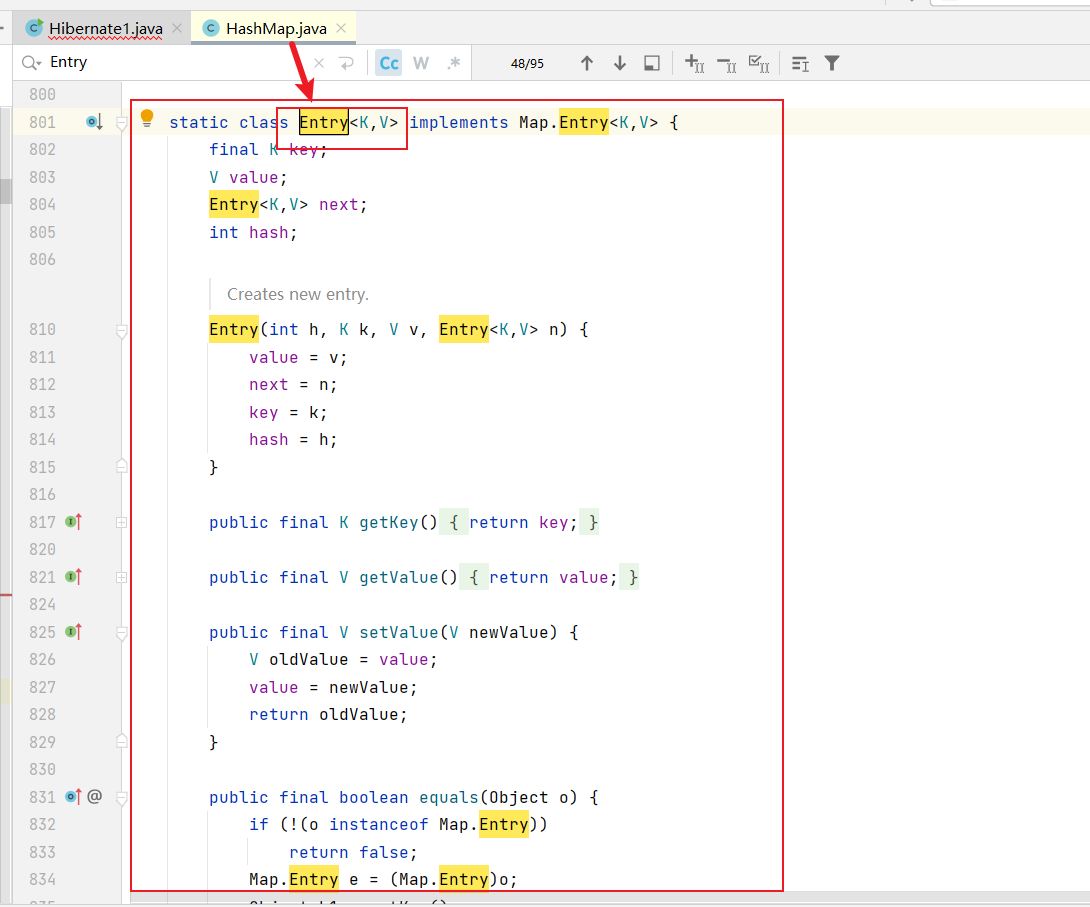 Hibernate1.java HashMap.java
Entry Cc W .* 48/95
800
801 static class Entry<K,V> implements Map.Entry<K,V> {
802 final K key;
803 V value;
804 Entry<K,V> next;
805 int hash;
806
Creates new entry.
810 Entry(int h, K k, V v, Entry<K,V> n) {
811 value = v;
812 next = n;
813 key = k;
814 hash = h;
815 }
816
817 public final K getKey() { return key; }
820
821 public final V getValue() { return value; }
824
825 public final V setValue(V newValue) {
826 V oldValue = value;
827 value = newValue;
828 return oldValue;
829 }
830
831 @ public final boolean equals(Object o) {
832 if (!(o instanceof Map.Entry))
833 return false;
834 Map.Entry e = (Map.Entry)o;